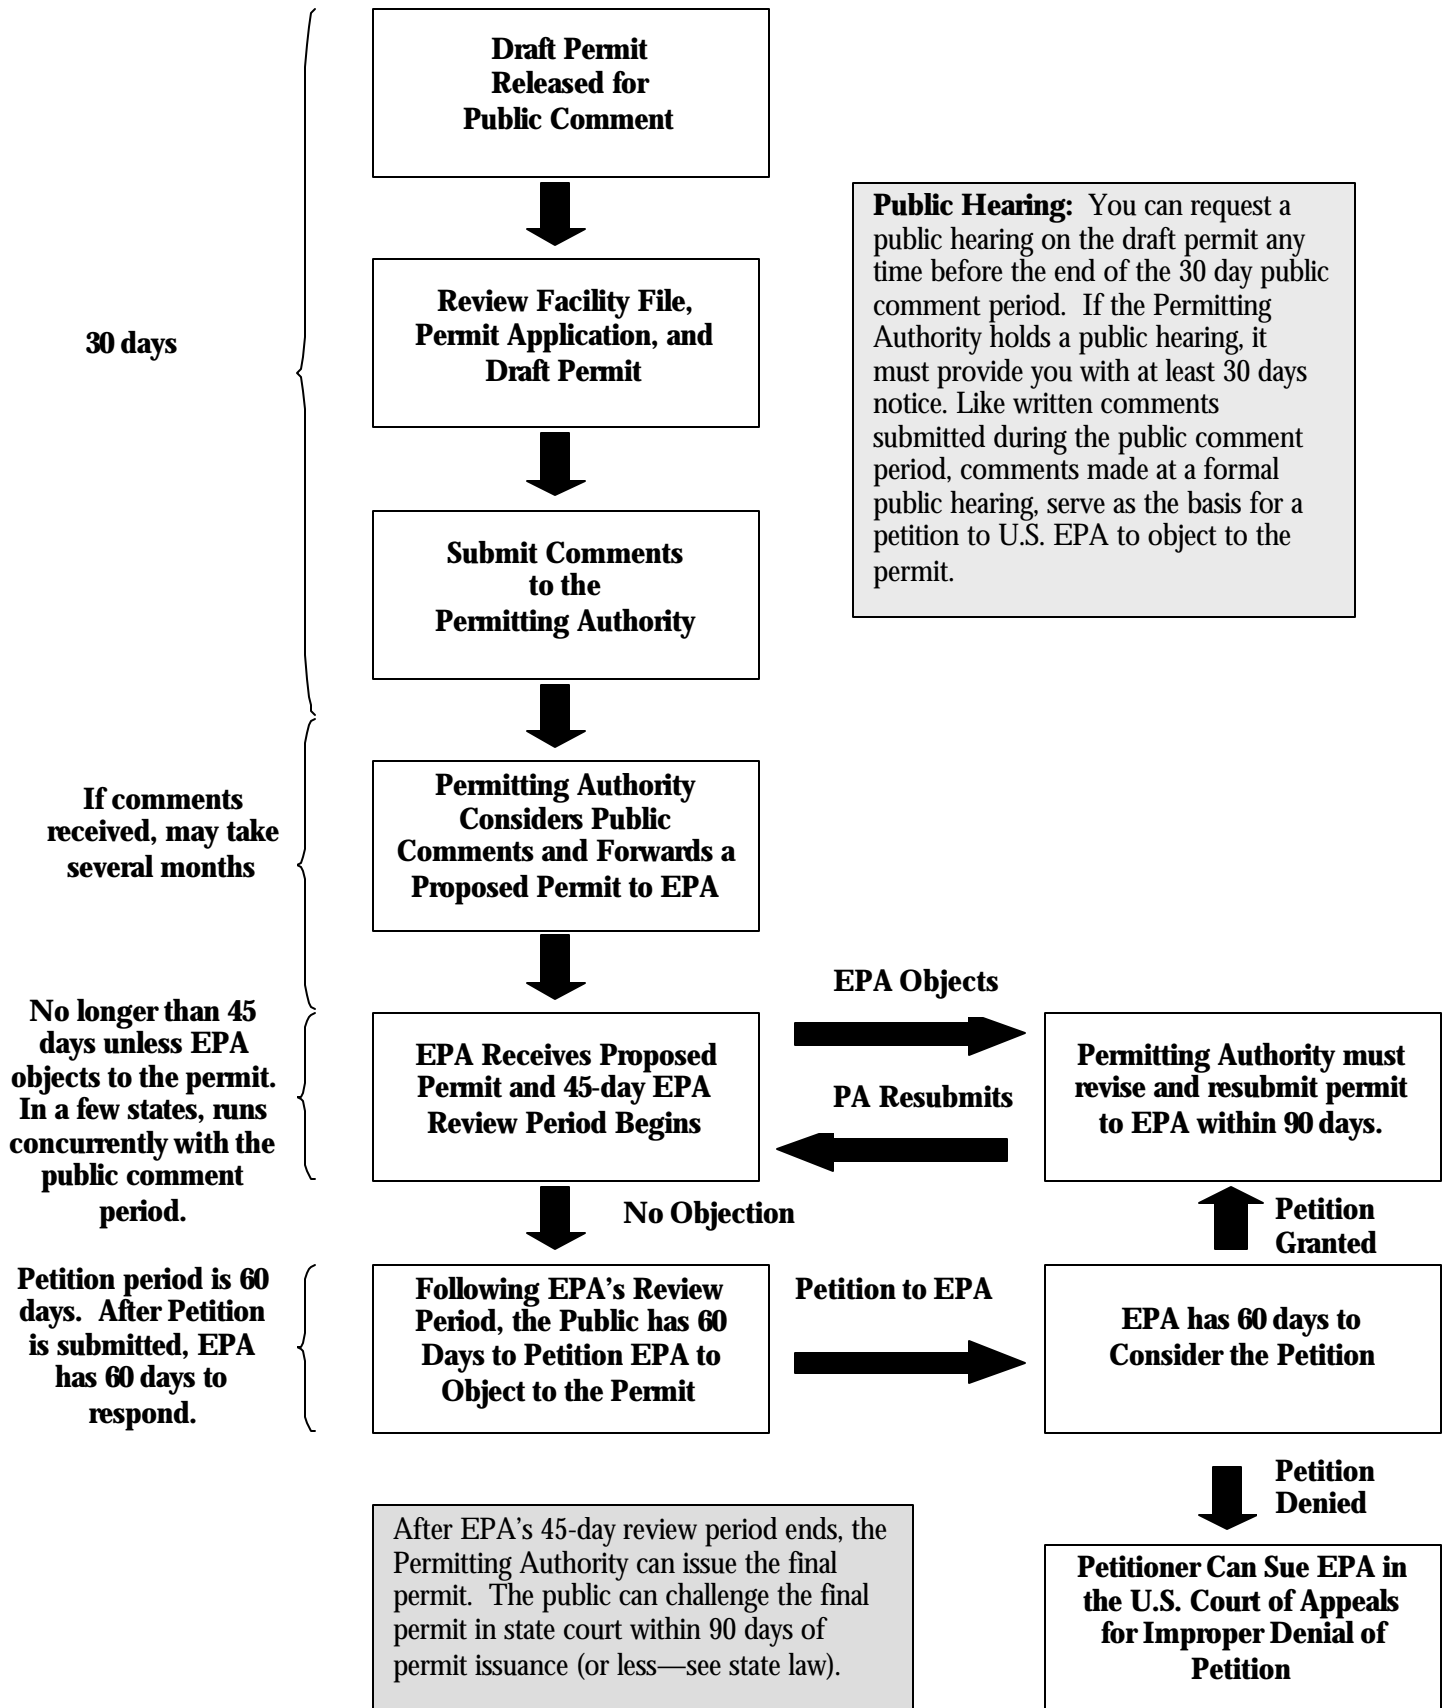 Draft Permit
Released for
Public Comment
Public Hearing: You can request a
public hearing on the draft permit any
time before the end of the 30 day public
comment period. If the Permitting
Authority holds a public hearing, it
must provide you with at least 30 days
notice. Like written comments
submitted during the public comment
period, comments made at a formal
public hearing, serve as the basis for a
petition to U.S. EPA to object to the
permit.
30 days
Review Facility File,
Permit Application, and
Draft Permit
Submit Comments
to the
Permitting Authority
If comments
received, may take
several months
Permitting Authority
Considers Public
Comments and Forwards a
Proposed Permit to EPA
No longer than 45
days unless EPA
objects to the permit.
In a few states, runs
concurrently with the
public comment
period.
EPA Receives Proposed
Permit and 45-day EPA
Review Period Begins
EPA Objects
PA Resubmits
Permitting Authority must
revise and resubmit permit
to EPA within 90 days.
No Objection
Petition
Granted
Petition period is 60
days. After Petition
is submitted, EPA
has 60 days to
respond.
Following EPA’s Review
Period, the Public has 60
Days to Petition EPA to
Object to the Permit
Petition to EPA
EPA has 60 days to
Consider the Petition
Petition
Denied
After EPA’s 45-day review period ends, the
Permitting Authority can issue the final
permit. The public can challenge the final
permit in state court within 90 days of
permit issuance (or less—see state law).
Petitioner Can Sue EPA in
the U.S. Court of Appeals
for Improper Denial of
Petition